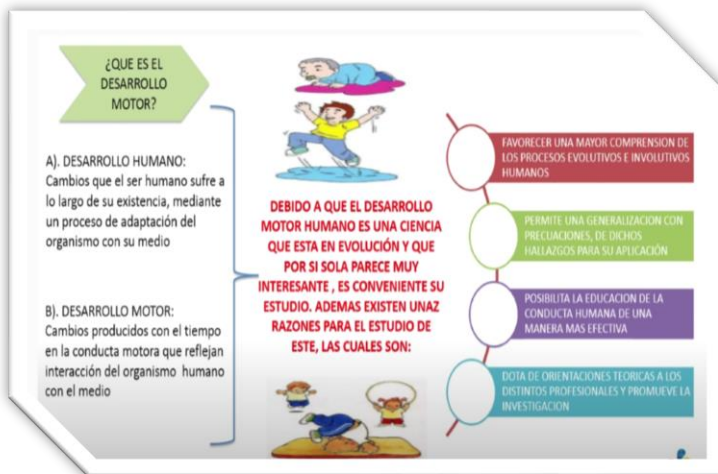 ¿QUE ES EL
DESARROLLO
MOTOR?
A). DESARROLLO HUMANO:
Cambios que el ser humano sufre a
lo largo de su existencia, mediante
un proceso de adaptación del
organismo con su medio
B). DESARROLLO MOTOR:
Cambios producidos con el tiempo
en la conducta motora que reflejan
interacción del organismo humano
con el medio
DEBIDO A QUE EL DESARROLLO
MOTOR HUMANO ES UNA CIENCIA
QUE ESTA EN EVOLUCIÓN Y QUE
POR SI SOLA PARECE MUY
INTERESANTE , ES CONVENIENTE SU
ESTUDIO. ADEMAS EXISTEN UNAZ
RAZONES PARA EL ESTUDIO DE
ESTE, LAS CUALES SON:
FAVORECER UNA MAYOR COMPRENSION DE
LOS PROCESOS EVOLUTIVOS E INVOLUTIVOS
HUMANOS
PERMITE UNA GENERALIZACION CON
PRECUACIONES, DE DICHOS
HALLAZGOS PARA SU APLICACIÓN
POSIBILITA LA EDUCACION DE LA
CONDUCTA HUMANA DE UNA
MANERA MAS EFECTIVA
DOTA DE ORIENTACIONES TEORICAS A LOS
DISTINTOS PROFESIONALES Y PROMUEVE LA
INVESTIGACION